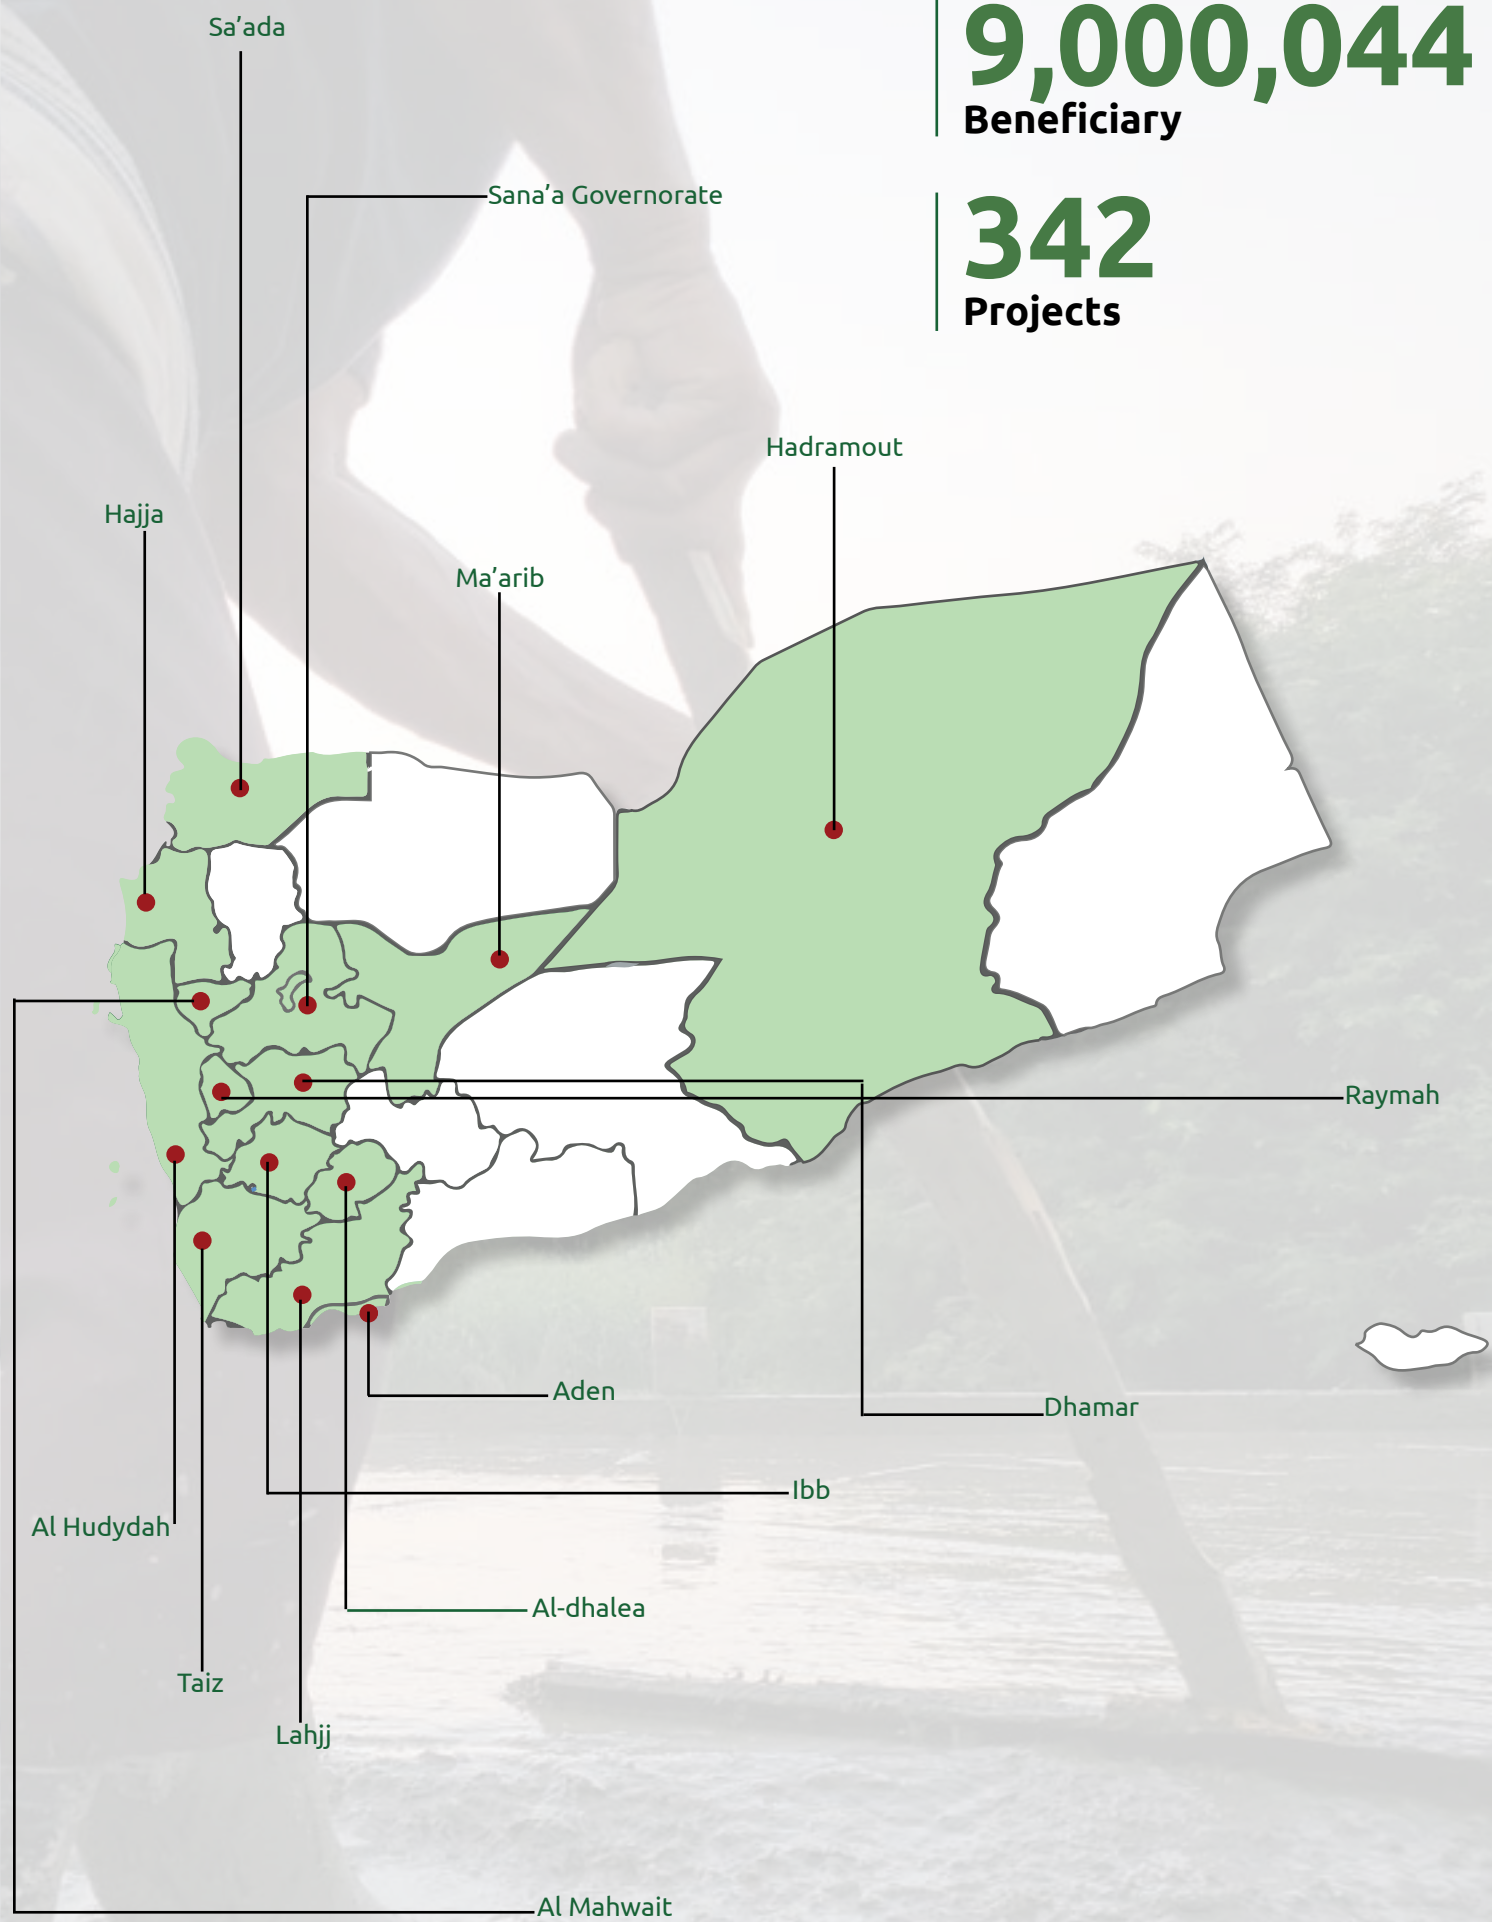 Sa’ada
9,000,044
Beneficiary
Sana’a Governorate
342
Projects
Hadramout
Hajja
Ma’arib
Raymah
Aden
Dhamar
Ibb
Al Hudydah
Al-dhalea
Taiz
Lahjj
Al Mahwait